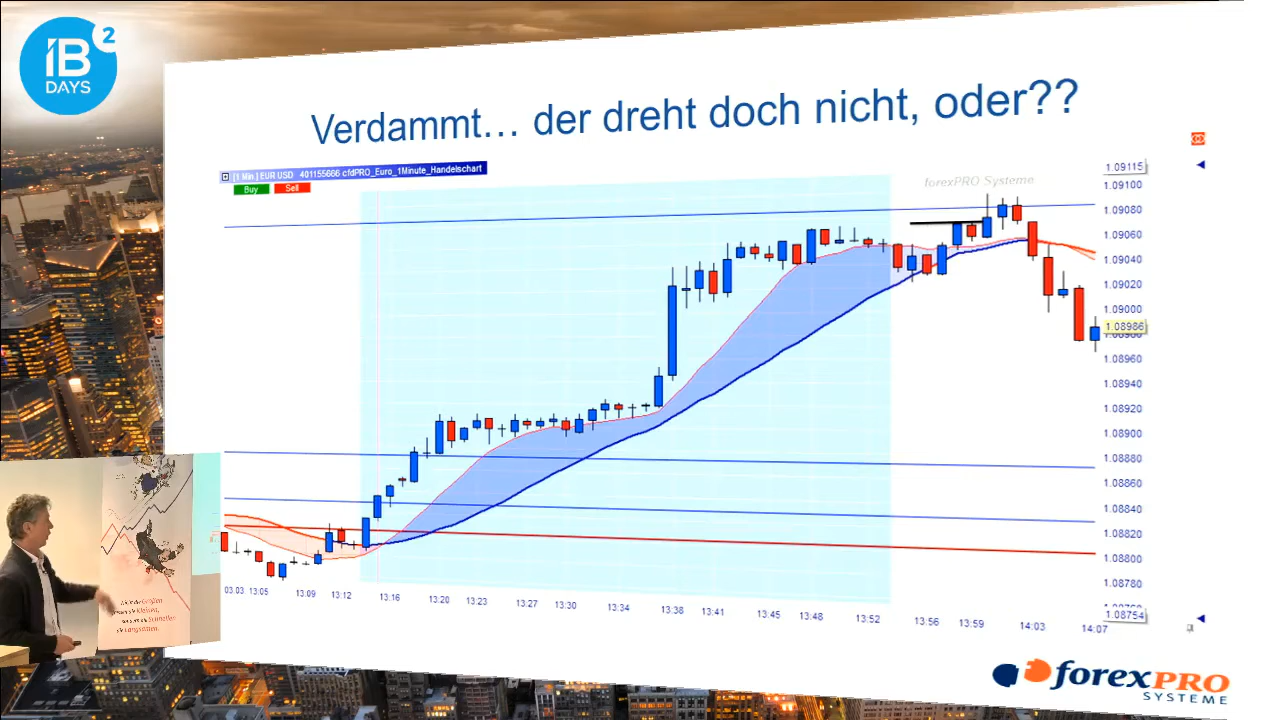 1B²
DAYS
Verdammt... der dreht doch nicht, oder??
[1 Min.] EUR USD 401155666 cfdPRO_Euro_1Minute_Handelschart
Buy Sell
forexPRO Systeme
1.09115
1.09100
1.09080
1.09060
1.09040
1.09020
1.09000
1.08986
1.08960
1.08940
1.08920
1.08900
1.08880
1.08860
1.08840
1.08820
1.08800
1.08780
1.08754
03.03. 13:05 13:09 13:12 13:16 13:20 13:23 13:27 13:30 13:34 13:38 13:41 13:45 13:48 13:52 13:56 13:59 14:03 14:07
forexPRO
SYSTEME